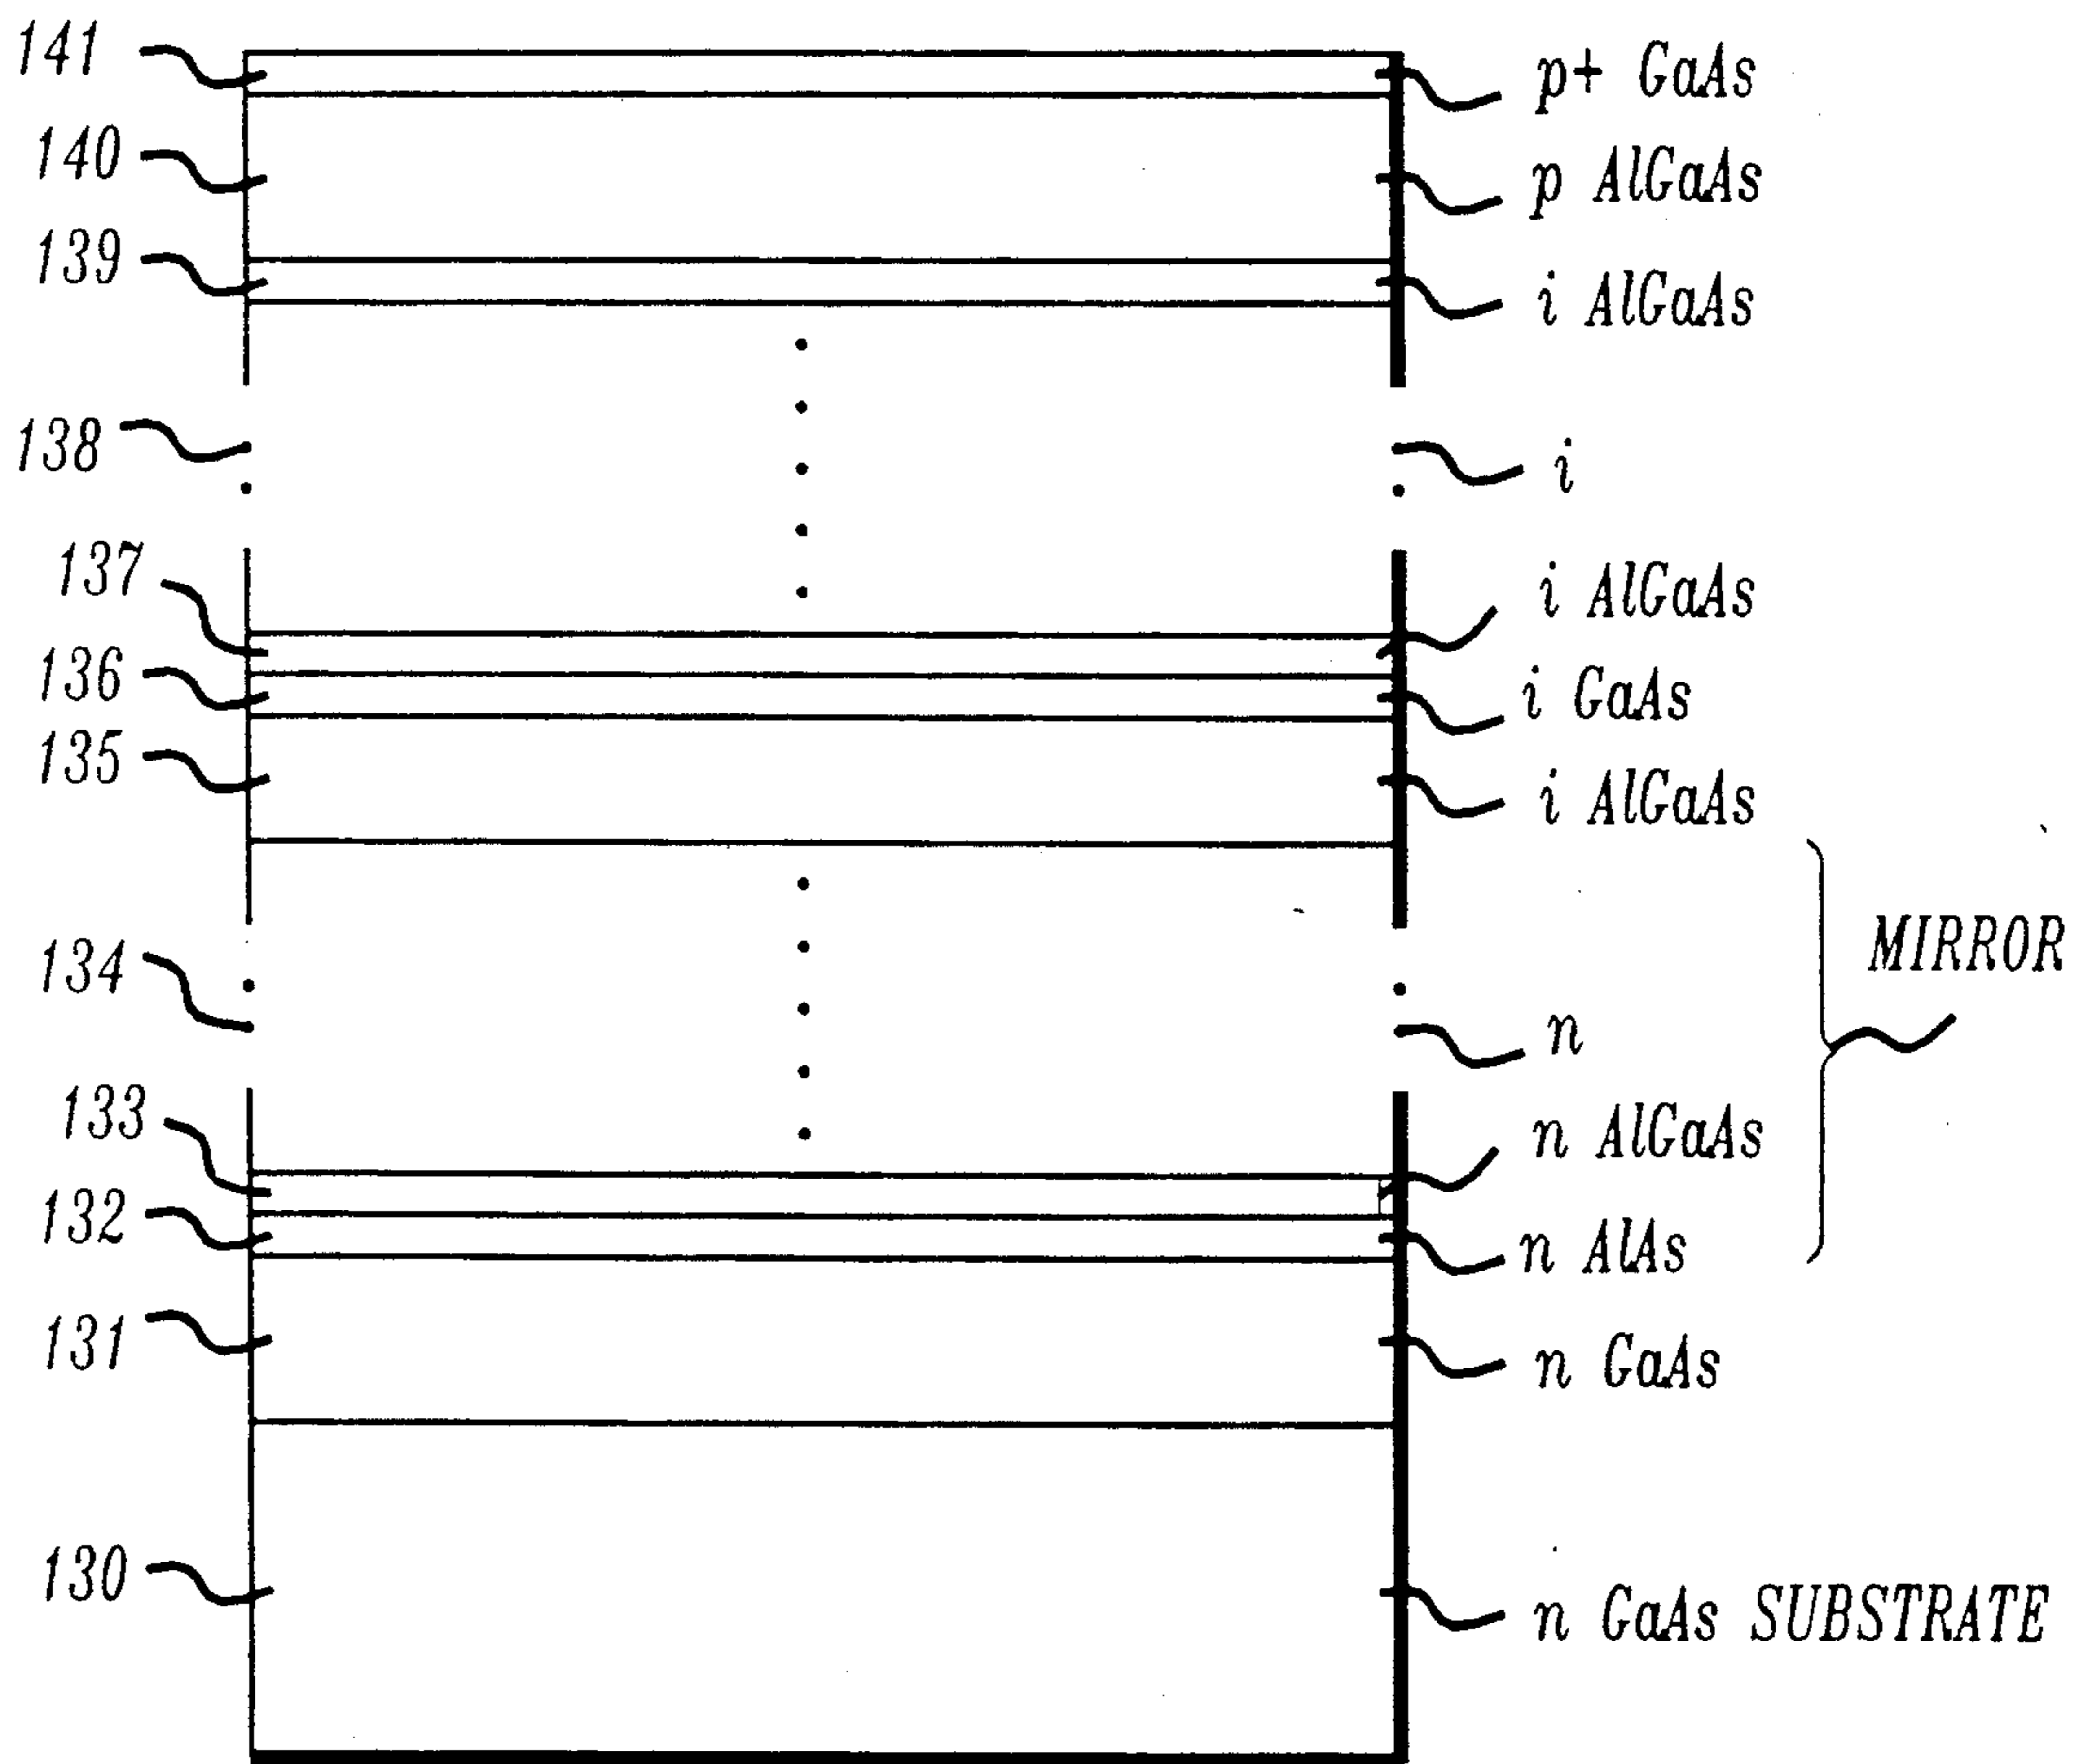 141
p+ GaAs
140
p AlGaAs
139
i AlGaAs
138
i
137
i AlGaAs
136
i GaAs
135
i AlGaAs
MIRROR
134
n
133
n AlGaAs
132
n AlAs
131
n GaAs
130
n GaAs SUBSTRATE